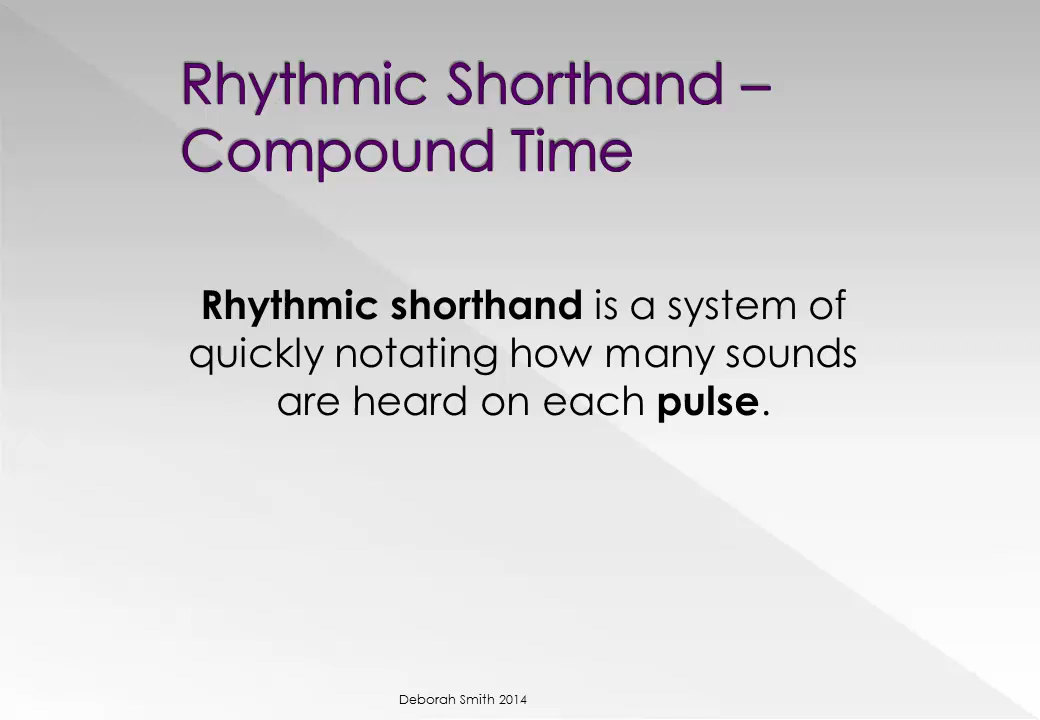 Rhythmic Shorthand –
Compound Time
Rhythmic shorthand is a system of
quickly notating how many sounds
are heard on each pulse.
Deborah Smith 2014